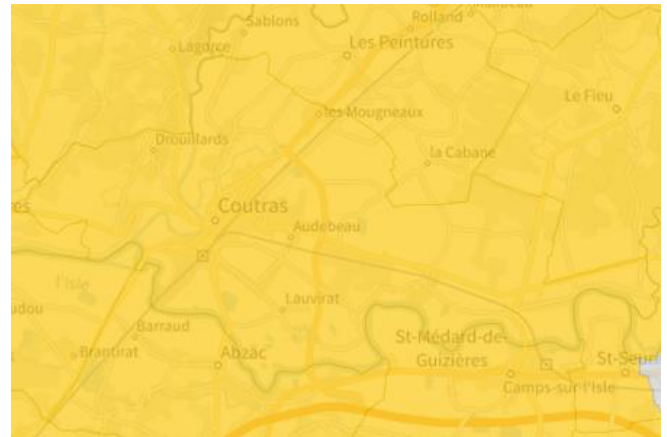 Sablons
Rolland
Lagorce
Les Peintures
Le Fieu
les Mougneaux
Drouillards
la Cabane
Coutras
Audebeau
l'Isle
Lauvirat
Barraud
St-Médard-de-
Guizières
Brantirat
Abzac
St-Seuri
Camps-sur-l'Isle